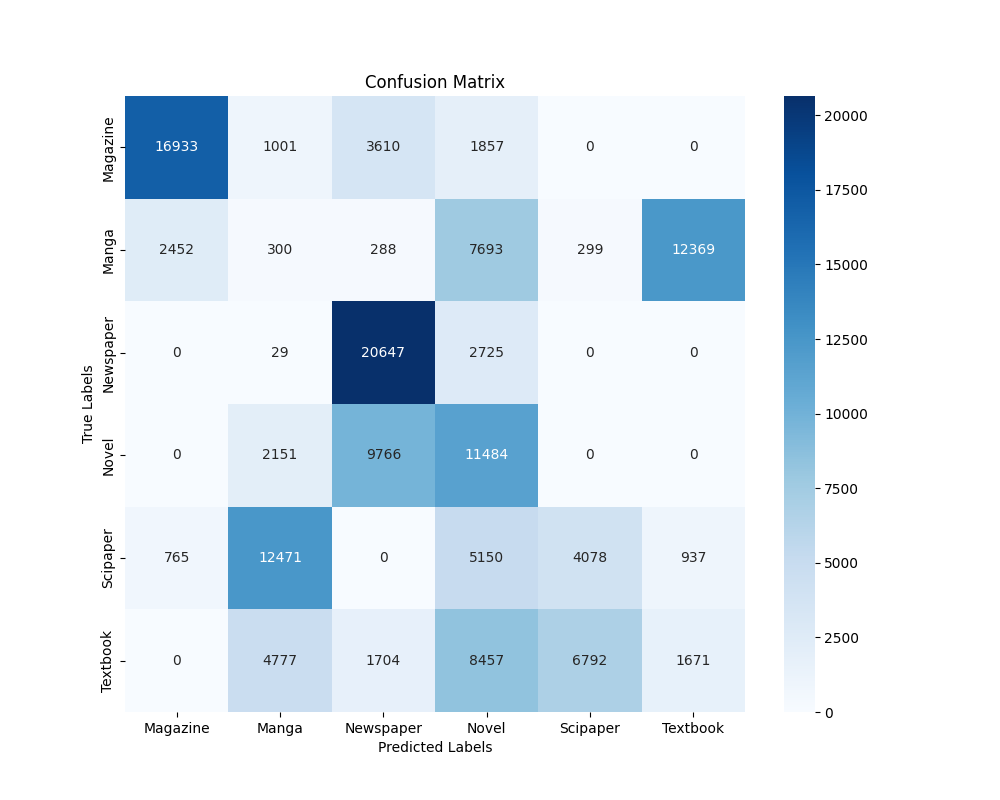 Confusion Matrix
True Labels
Magazine 16933 1001 3610 1857 0 0
Manga 2452 300 288 7693 299 12369
Newspaper 0 29 20647 2725 0 0
Novel 0 2151 9766 11484 0 0
Scipaper 765 12471 0 5150 4078 937
Textbook 0 4777 1704 8457 6792 1671
Magazine Manga Newspaper Novel Scipaper Textbook
Predicted Labels
20000
17500
15000
12500
10000
7500
5000
2500
0